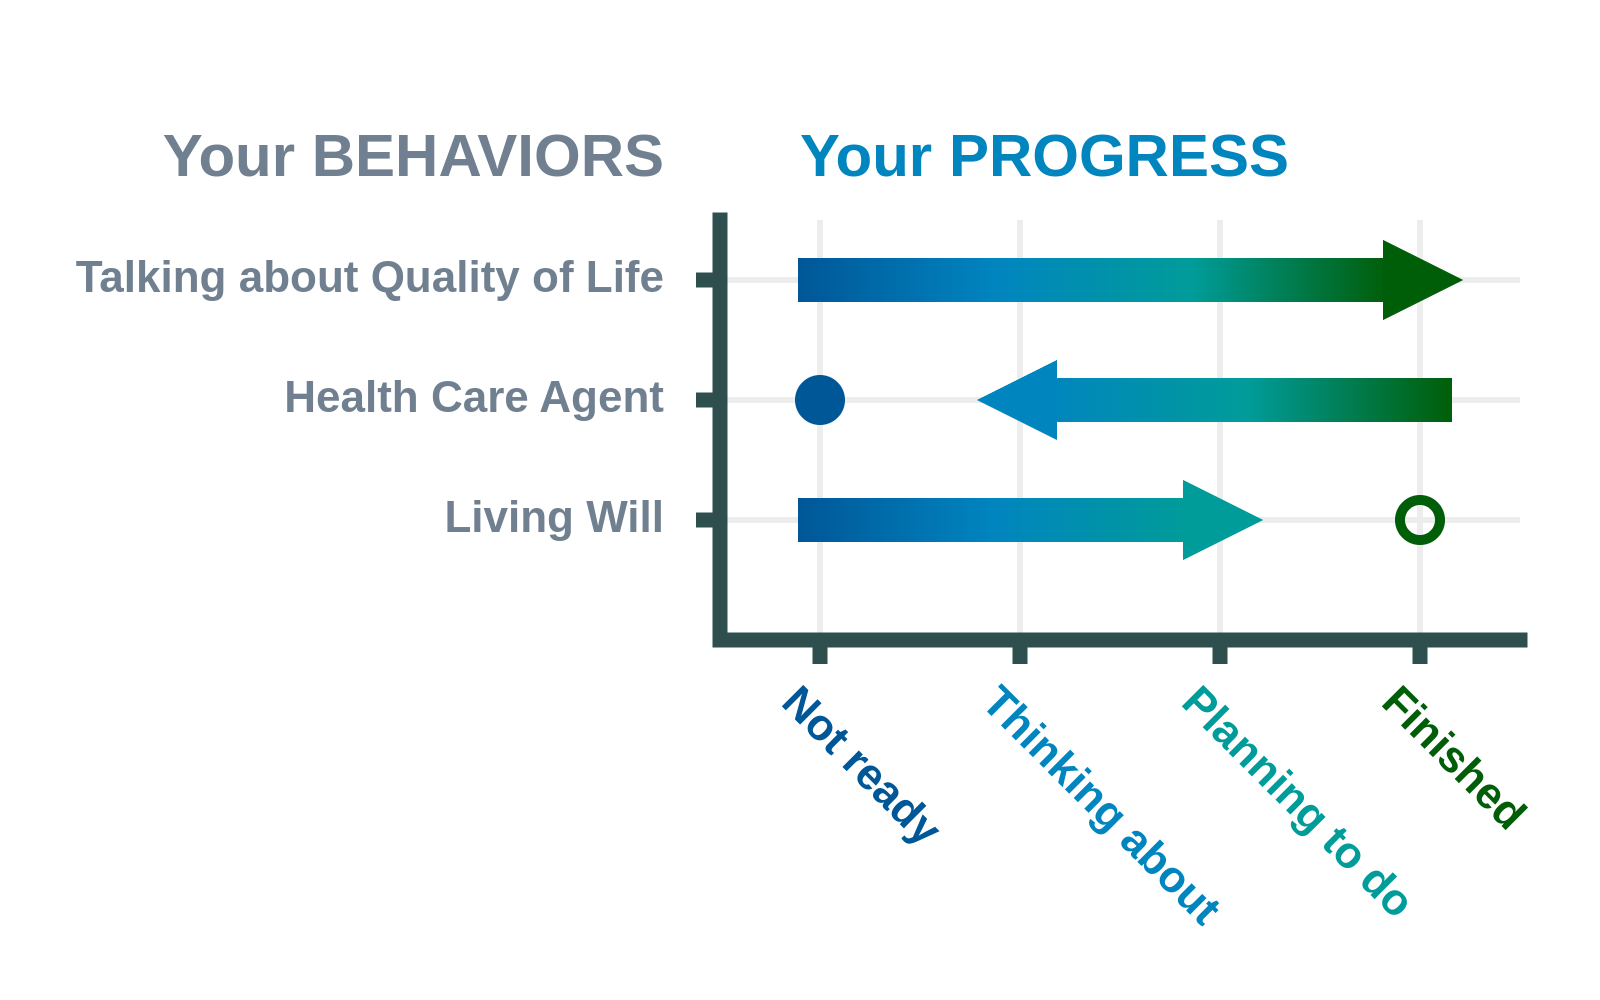 Your BEHAVIORS
Your PROGRESS
Talking about Quality of Life
Health Care Agent
Living Will
Not ready
Thinking about
Planning to do
Finished